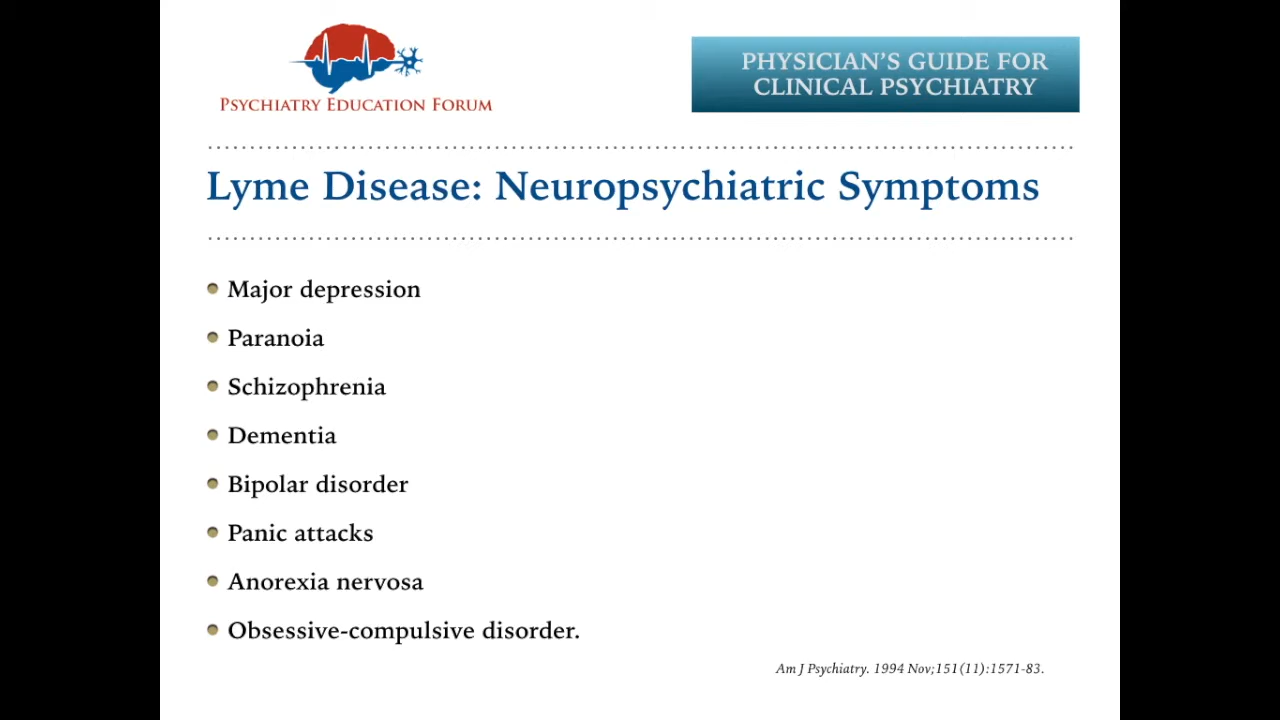 PSYCHIATRY EDUCATION FORUM
PHYSICIAN'S GUIDE FOR
CLINICAL PSYCHIATRY
Lyme Disease: Neuropsychiatric Symptoms
Major depression
Paranoia
Schizophrenia
Dementia
Bipolar disorder
Panic attacks
Anorexia nervosa
Obsessive-compulsive disorder.
Am J Psychiatry. 1994 Nov;151(11):1571-83.